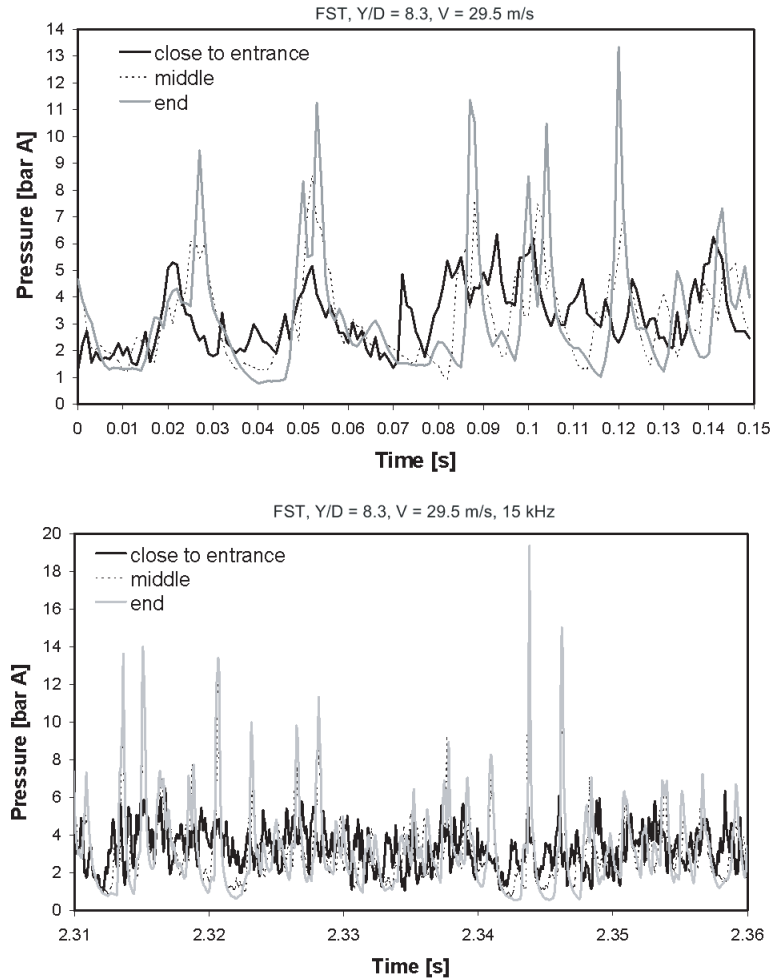 FST, Y/D = 8.3, V = 29.5 m/s
14
13
12
11
10
9
8
7
6
5
4
3
2
1
0
close to entrance
middle
end
Pressure [bar A]
0 0.01 0.02 0.03 0.04 0.05 0.06 0.07 0.08 0.09 0.10 0.11 0.12 0.13 0.14 0.15
Time [s]
FST, Y/D = 8.3, V = 29.5 m/s, 15 kHz
20
18
16
14
12
10
8
6
4
2
0
close to entrance
middle
end
Pressure [bar A]
2.31 2.32 2.33 2.34 2.35 2.36
Time [s]